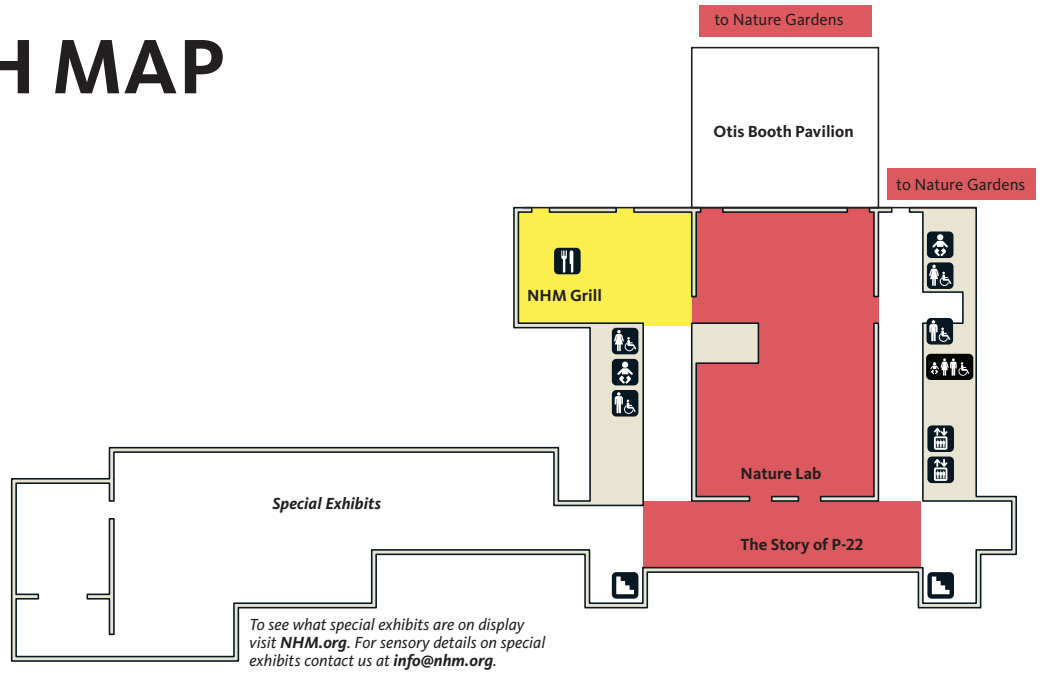 H MAP
to Nature Gardens
Otis Booth Pavilion
to Nature Gardens
NHM Grill
Nature Lab
Special Exhibits
The Story of P-22
To see what special exhibits are on display
visit NHM.org. For sensory details on special
exhibits contact us at info@nhm.org.